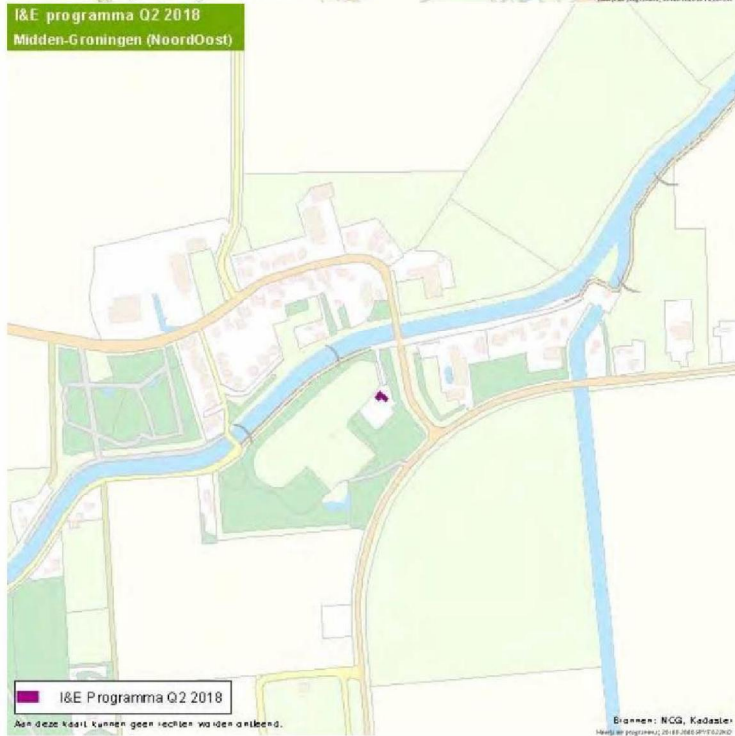 I&E programma Q2 2018
Midden-Groningen (NoordOost)
I&E Programma Q2 2018
Aan deze kaart kunnen geen rechten worden ontleend.
Bronnen: NCG, Kadaster